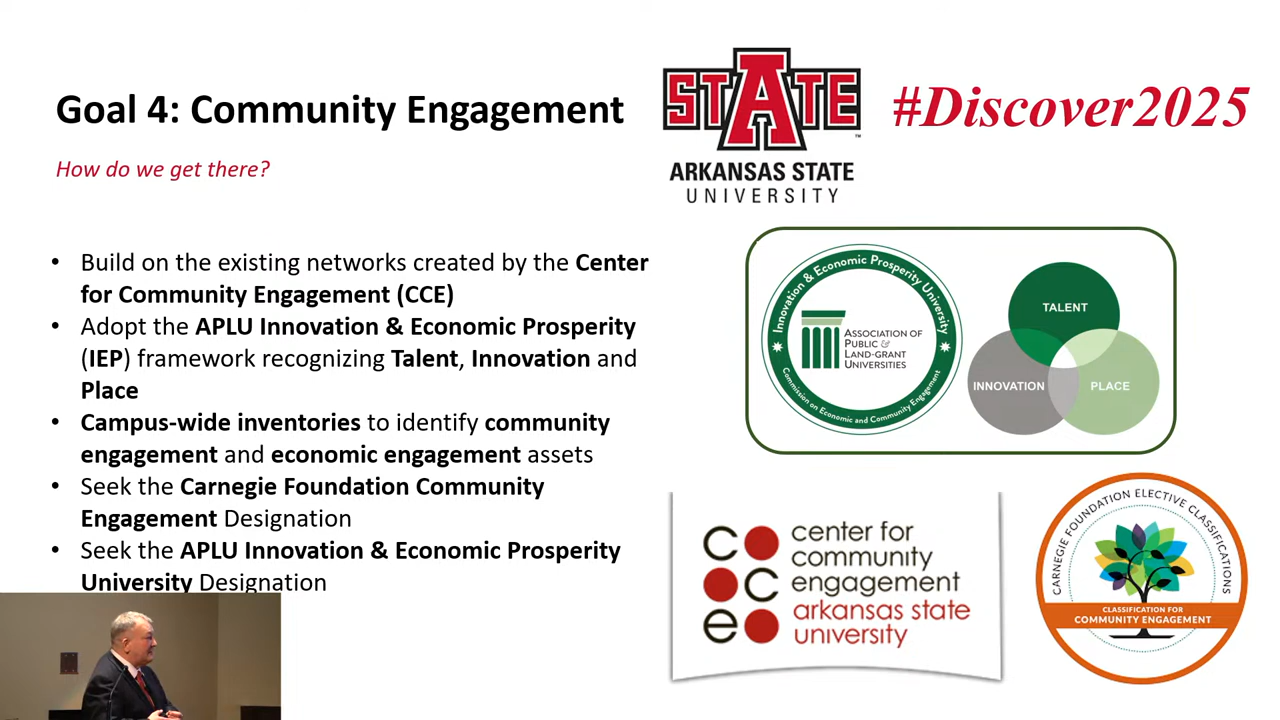 Goal 4: Community Engagement
How do we get there?
• Build on the existing networks created by the Center
for Community Engagement (CCE)
• Adopt the APLU Innovation & Economic Prosperity
(IEP) framework recognizing Talent, Innovation and
Place
• Campus-wide inventories to identify community
engagement and economic engagement assets
• Seek the Carnegie Foundation Community
Engagement Designation
• Seek the APLU Innovation & Economic Prosperity
University Designation
STATE
TM
ARKANSAS STATE
UNIVERSITY
#Discover2025
Innovation & Economic Prosperity University
ASSOCIATION OF
PUBLIC &
LAND-GRANT
UNIVERSITIES
Commission on Economic and Community Engagement
TALENT
INNOVATION
PLACE
cce
center for
community
engagement
arkansas state
university
CARNEGIE FOUNDATION ELECTIVE CLASSIFICATIONS
CLASSIFICATION FOR
COMMUNITY ENGAGEMENT